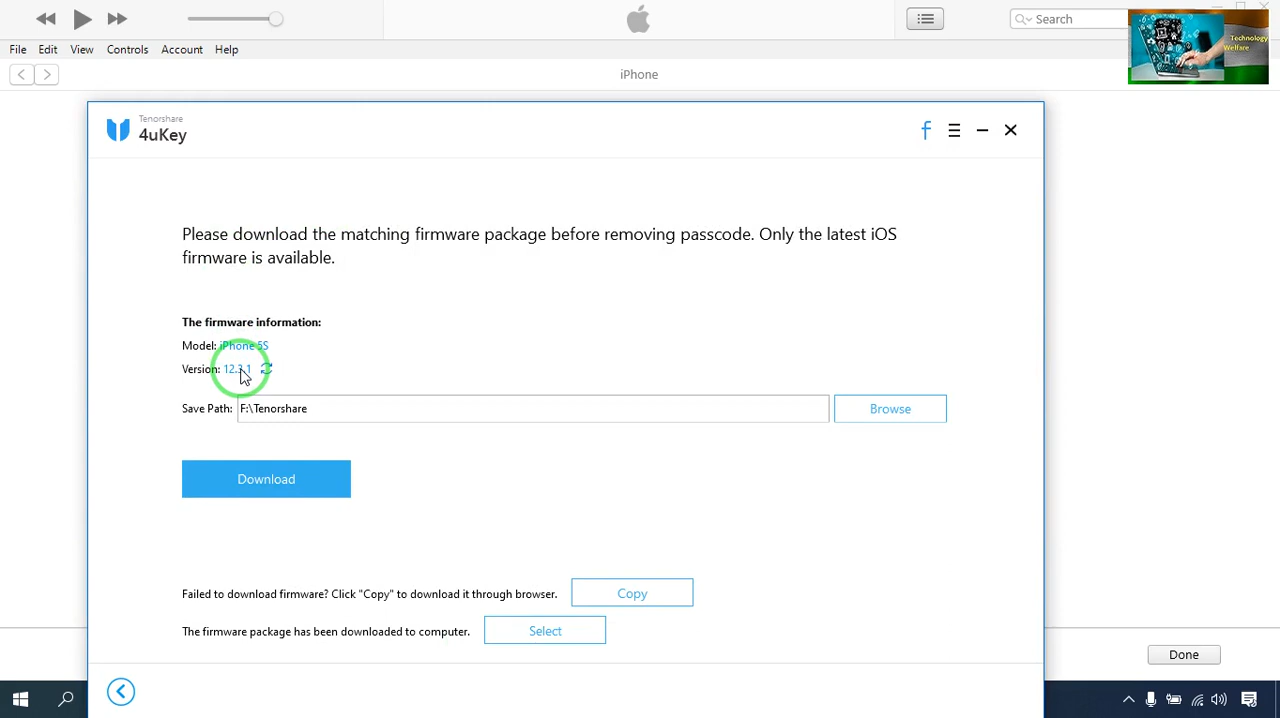 Search
Technology
Welfare
File Edit View Controls Account Help
iPhone
Tenorshare
4uKey
Please download the matching firmware package before removing passcode. Only the latest iOS
firmware is available.
The firmware information:
Model: iPhone 5S
Version: 12.3.1
Save Path: F:\Tenorshare Browse
Download
Failed to download firmware? Click "Copy" to download it through browser. Copy
The firmware package has been downloaded to computer. Select
Done